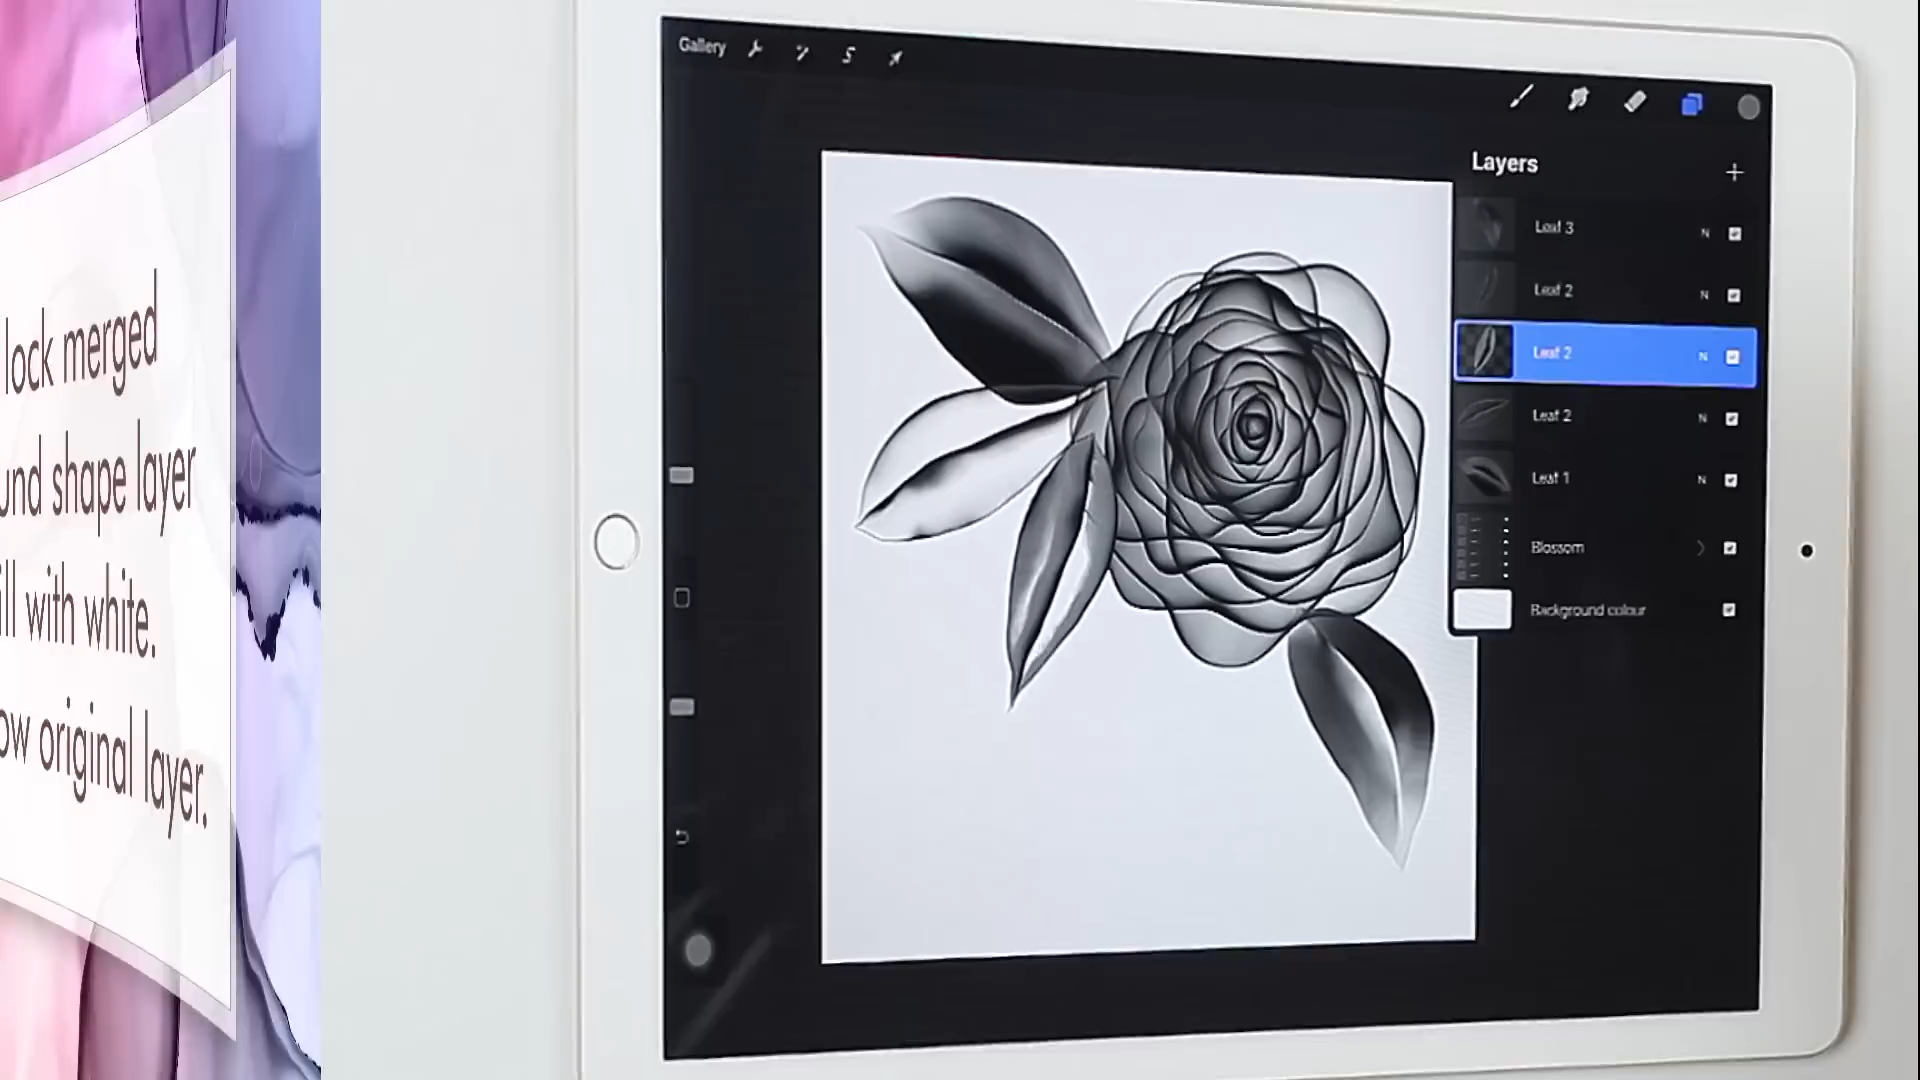 lock merged
und shape layer
ill with white.
ow original layer.
Gallery
Layers
Leaf 3 N
Leaf 2 N
Leaf 2 N
Leaf 2 N
Leaf 1 N
Blossom
Background colour